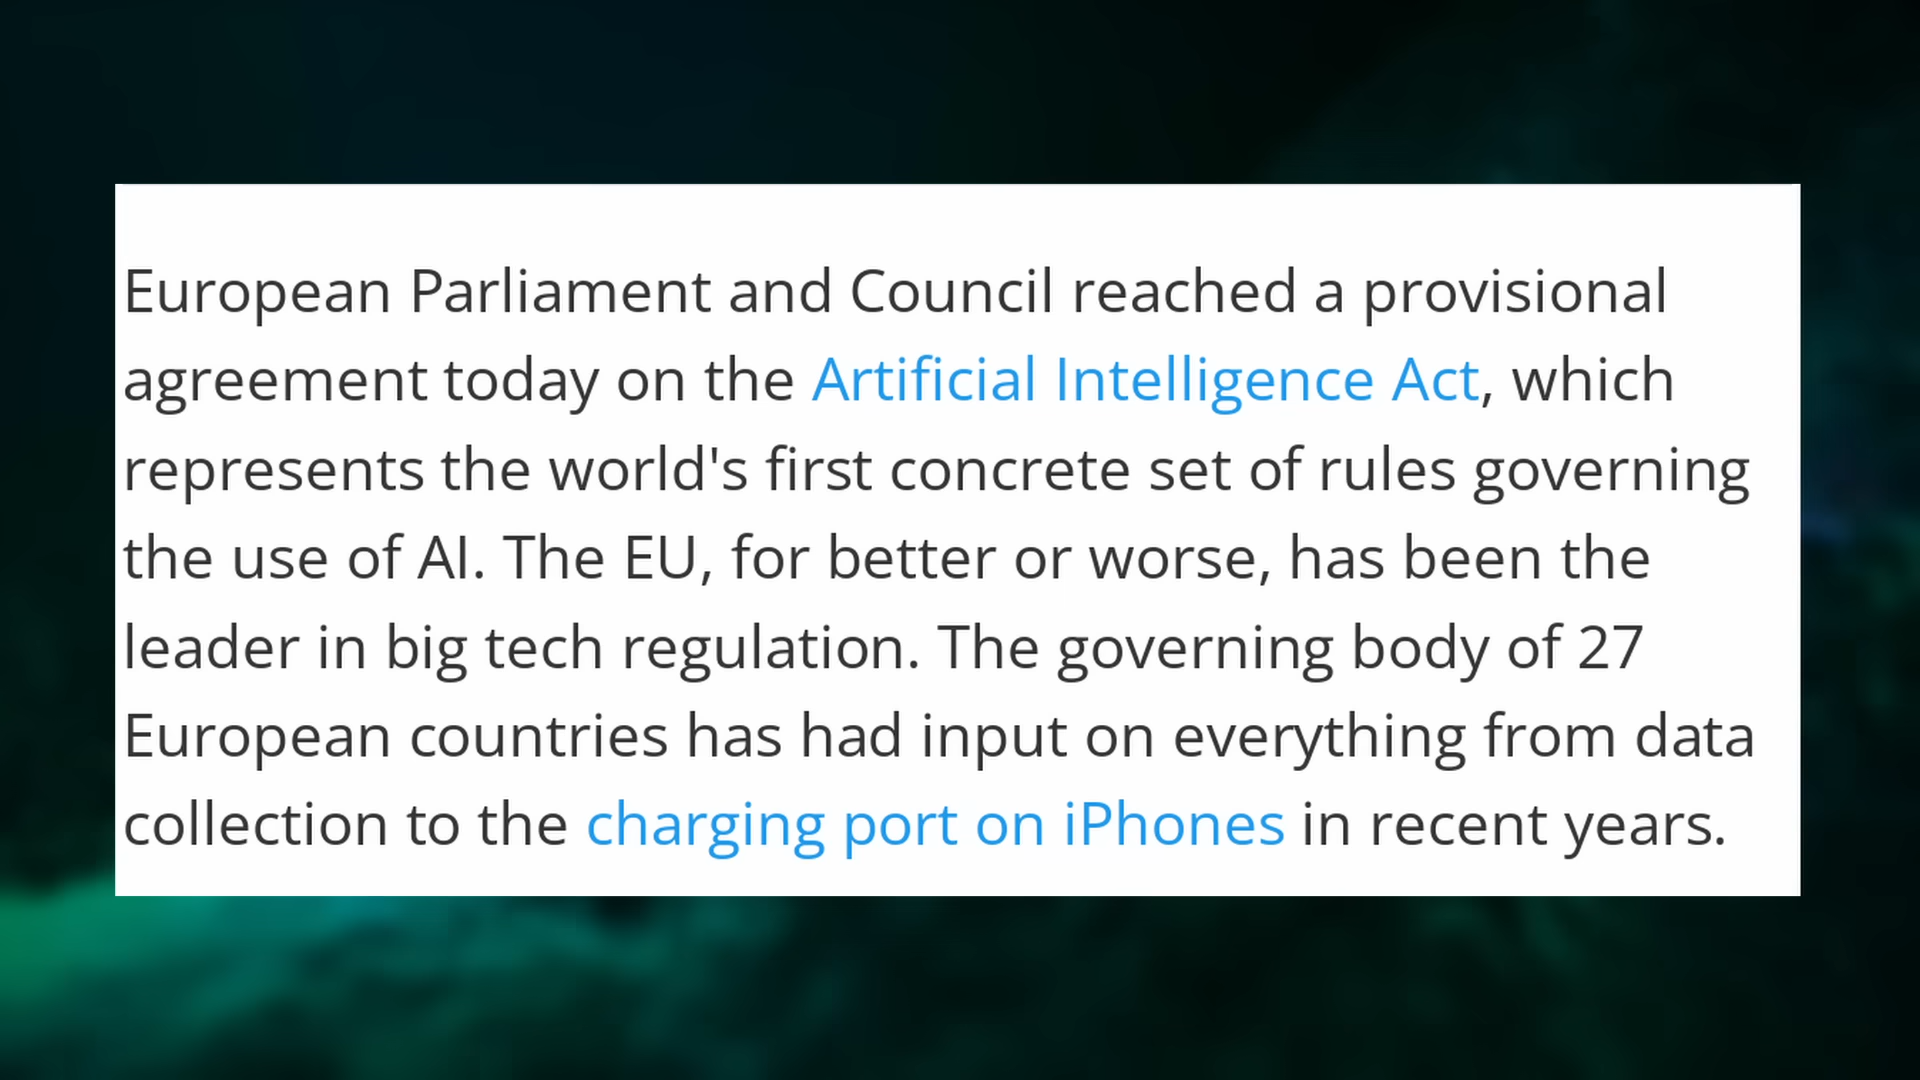 European Parliament and Council reached a provisional
agreement today on the Artificial Intelligence Act, which
represents the world's first concrete set of rules governing
the use of AI. The EU, for better or worse, has been the
leader in big tech regulation. The governing body of 27
European countries has had input on everything from data
collection to the charging port on iPhones in recent years.